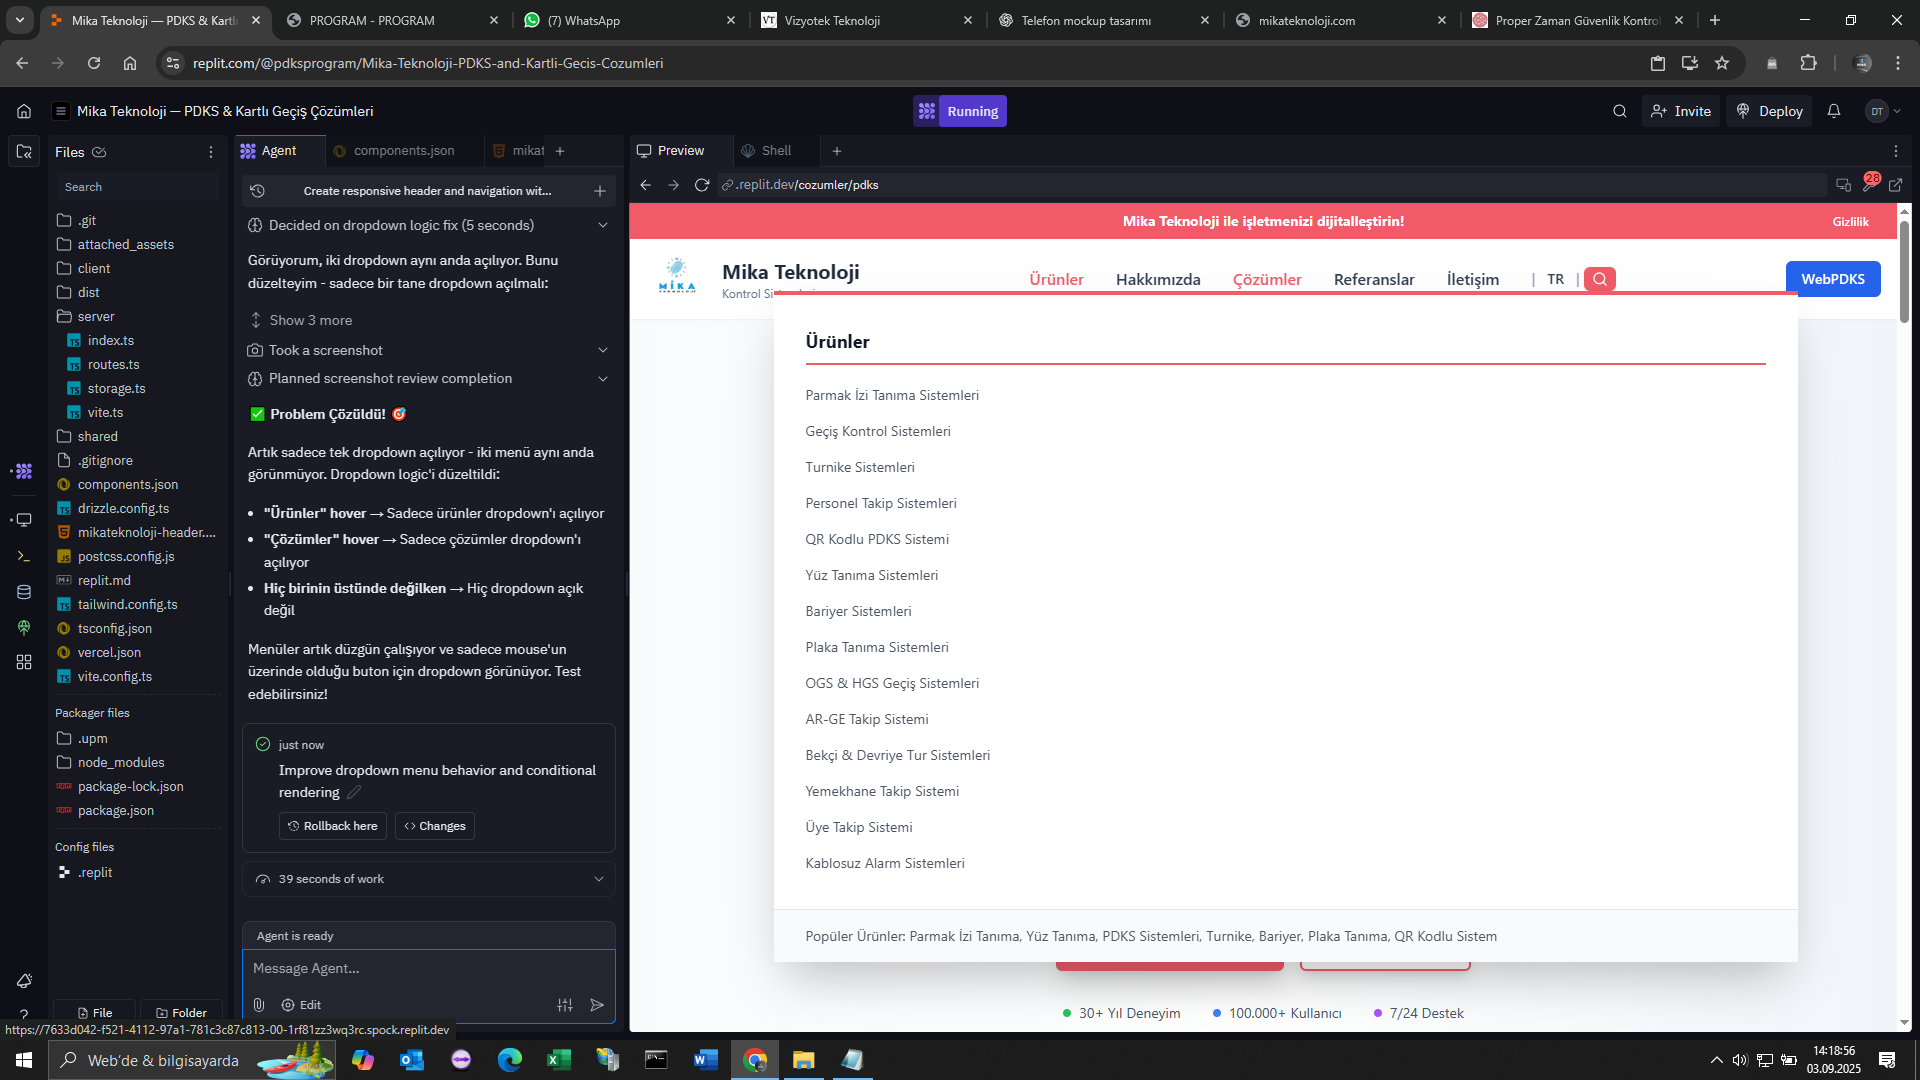 Mika Teknoloji — PDKS & Kartlı
PROGRAM - PROGRAM
(7) WhatsApp
Vizyotek Teknoloji
Telefon mockup tasarımı
mikateknoloji.com
Proper Zaman Güvenlik Kontrol
replit.com/@pdksprogram/Mika-Teknoloji-PDKS-and-Kartli-Gecis-Cozumleri
Mika Teknoloji — PDKS & Kartlı Geçiş Çözümleri
Running
Invite
Deploy
DT
Files
Search
.git
attached_assets
client
dist
server
index.ts
routes.ts
storage.ts
vite.ts
shared
.gitignore
components.json
drizzle.config.ts
mikateknoloji-header....
postcss.config.js
replit.md
tailwind.config.ts
tsconfig.json
vercel.json
vite.config.ts
Packager files
.upm
node_modules
package-lock.json
package.json
Config files
.replit
File
Folder
Agent
components.json
mikat
Create responsive header and navigation wit...
Decided on dropdown logic fix (5 seconds)
Görüyorum, iki dropdown aynı anda açılıyor. Bunu
düzelteyim - sadece bir tane dropdown açılmalı:
Show 3 more
Took a screenshot
Planned screenshot review completion
✅ Problem Çözüldü! 🎯
Artık sadece tek dropdown açılıyor - iki menü aynı anda
görünmüyor. Dropdown logic'i düzeltildi:
• "Ürünler" hover → Sadece ürünler dropdown'ı açılıyor
• "Çözümler" hover → Sadece çözümler dropdown'ı
açılıyor
• Hiç birinin üstünde değilken → Hiç dropdown açık
değil
Menüler artık düzgün çalışıyor ve sadece mouse'un
üzerinde olduğu buton için dropdown görünüyor. Test
edebilirsiniz!
just now
Improve dropdown menu behavior and conditional
rendering
Rollback here
Changes
39 seconds of work
Agent is ready
Message Agent...
Edit
Preview
Shell
.replit.dev/cozumler/pdks
28
Mika Teknoloji ile işletmenizi dijitalleştirin!
Gizlilik
MİKA
TEKNOLOJİ
Mika Teknoloji
Ürünler
Hakkımızda
Çözümler
Referanslar
İletişim
| TR |
WebPDKS
Ürünler
Parmak İzi Tanıma Sistemleri
Geçiş Kontrol Sistemleri
Turnike Sistemleri
Personel Takip Sistemleri
QR Kodlu PDKS Sistemi
Yüz Tanıma Sistemleri
Bariyer Sistemleri
Plaka Tanıma Sistemleri
OGS & HGS Geçiş Sistemleri
AR-GE Takip Sistemi
Bekçi & Devriye Tur Sistemleri
Yemekhane Takip Sistemi
Üye Takip Sistemi
Kablosuz Alarm Sistemleri
Popüler Ürünler: Parmak İzi Tanıma, Yüz Tanıma, PDKS Sistemleri, Turnike, Bariyer, Plaka Tanıma, QR Kodlu Sistem
30+ Yıl Deneyim
100.000+ Kullanıcı
7/24 Destek
https://7633d042-f521-4112-97a1-781c3c87c813-00-1rf81zz3wq3rc.spock.replit.dev
Web'de & bilgisayarda
14:18:56
03.09.2025